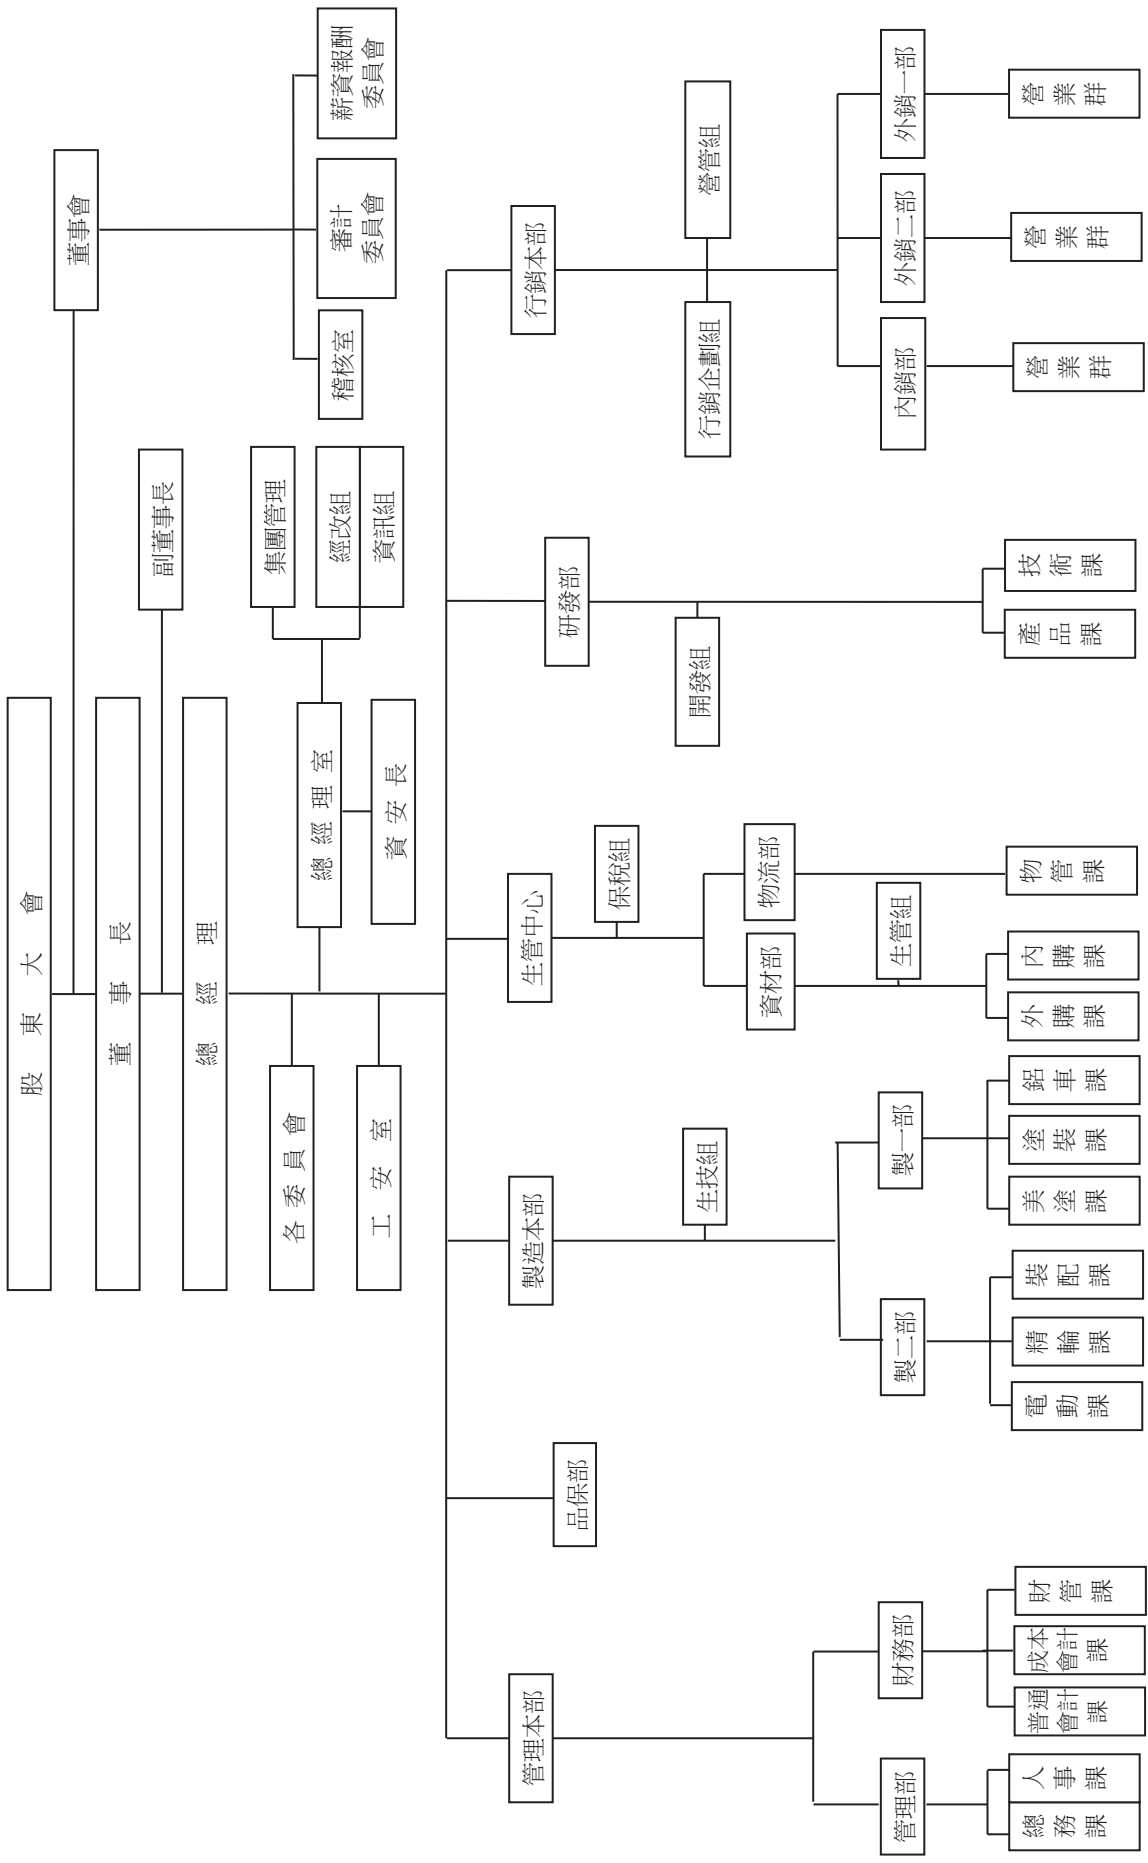 股東大會
董事會
董事長
副董事長
總經理
薪資報酬
委員會
審計
委員會
稽核室
集團管理
經改組
資訊組
總經理室
資安長
各委員會
工安室
管理本部
品保部
製造本部
生管中心
研發部
行銷本部
保稅組
生技組
開發組
行銷企劃組
營管組
管理部
財務部
製二部
製一部
資材部
物流部
生管組
內銷部
外銷二部
外銷一部
總務課
人事課
普通
會計
課
成本
會計
課
財管課
電動課
精輪課
裝配課
美塗課
塗裝課
鋁車課
外購課
內購課
物管課
產品課
技術課
營業群
營業群
營業群